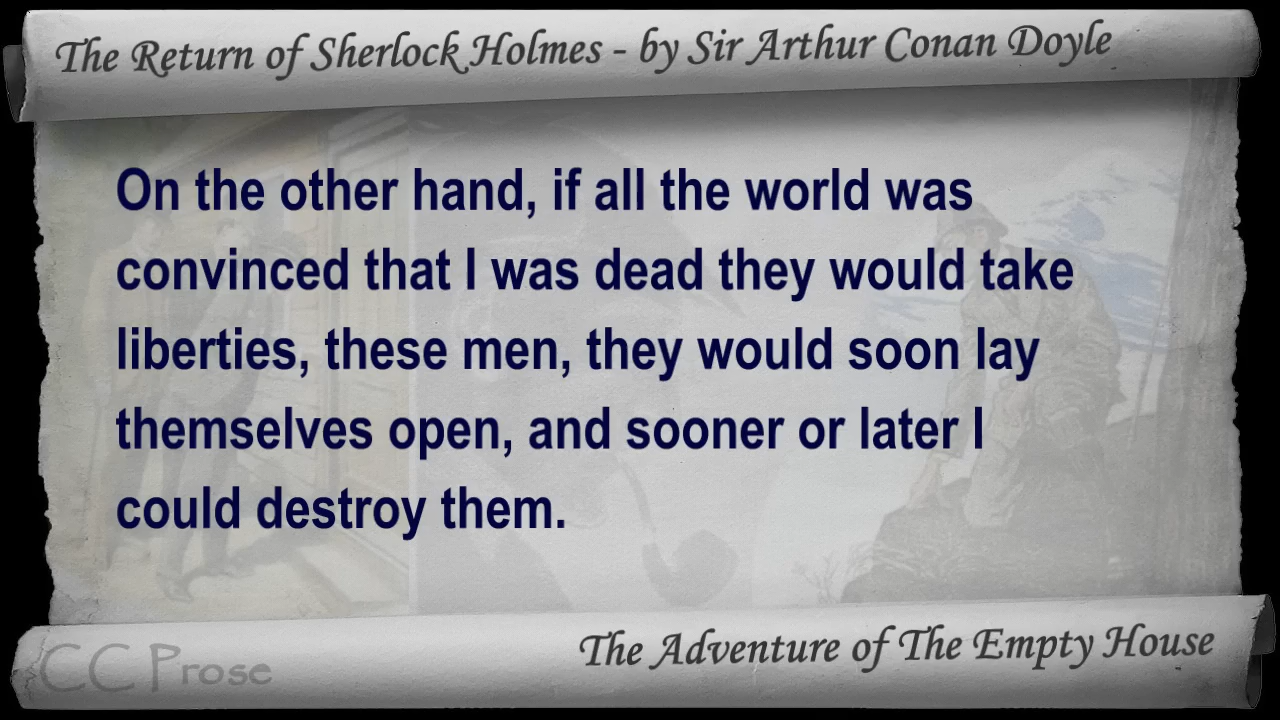 The Return of Sherlock Holmes - by Sir Arthur Conan Doyle
On the other hand, if all the world was
convinced that I was dead they would take
liberties, these men, they would soon lay
themselves open, and sooner or later I
could destroy them.
The Adventure of The Empty House
CC Prose